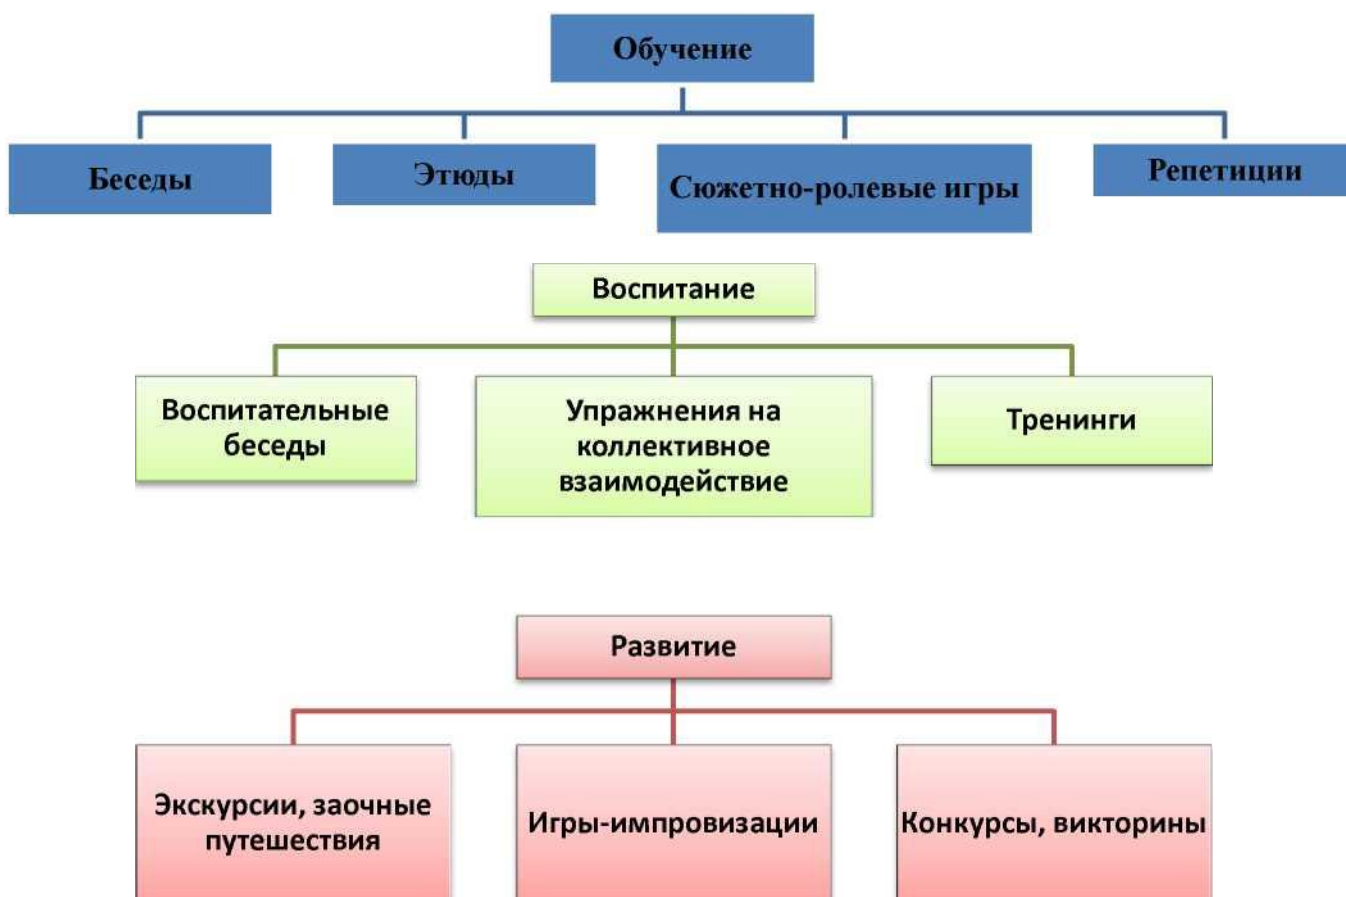 Обучение
Беседы
Этюды
Сюжетно-ролевые игры
Репетиции
Воспитание
Воспитательные
беседы
Упражнения на
коллективное
взаимодействие
Тренинги
Развитие
Экскурсии, заочные
путешествия
Игры-импровизации
Конкурсы, викторины